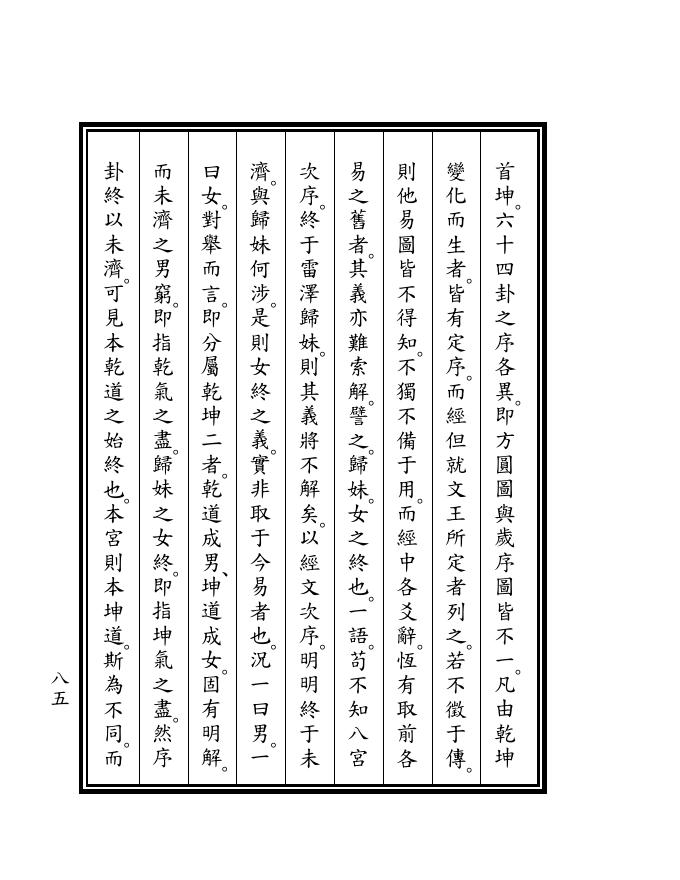 首坤。六十四卦之序各異。即方圓圖與歲序圖皆不一。凡由乾坤
變化而生者。皆有定序。而經但就文王所定者列之。若不徵于傳。
則他易圖皆不得知。不獨不備于用。而經中各爻辭。恆有取前各
易之舊者。其義亦難索解。譬之。歸妹。女之終也。一語。苟不知八宮
次序。終于雷澤歸妹。則其義將不解矣。以經文次序。明明終于未
濟。與歸妹何涉。是則女終之義。實非取于今易者也。況一曰男。一
曰女。對舉而言。即分屬乾坤二者。乾道成男、坤道成女。固有明解。
而未濟之男窮。即指乾氣之盡。歸妹之女終。即指坤氣之盡。然序
卦終以未濟。可見本乾道之始終也。本宮則本坤道。斯為不同。而
八五